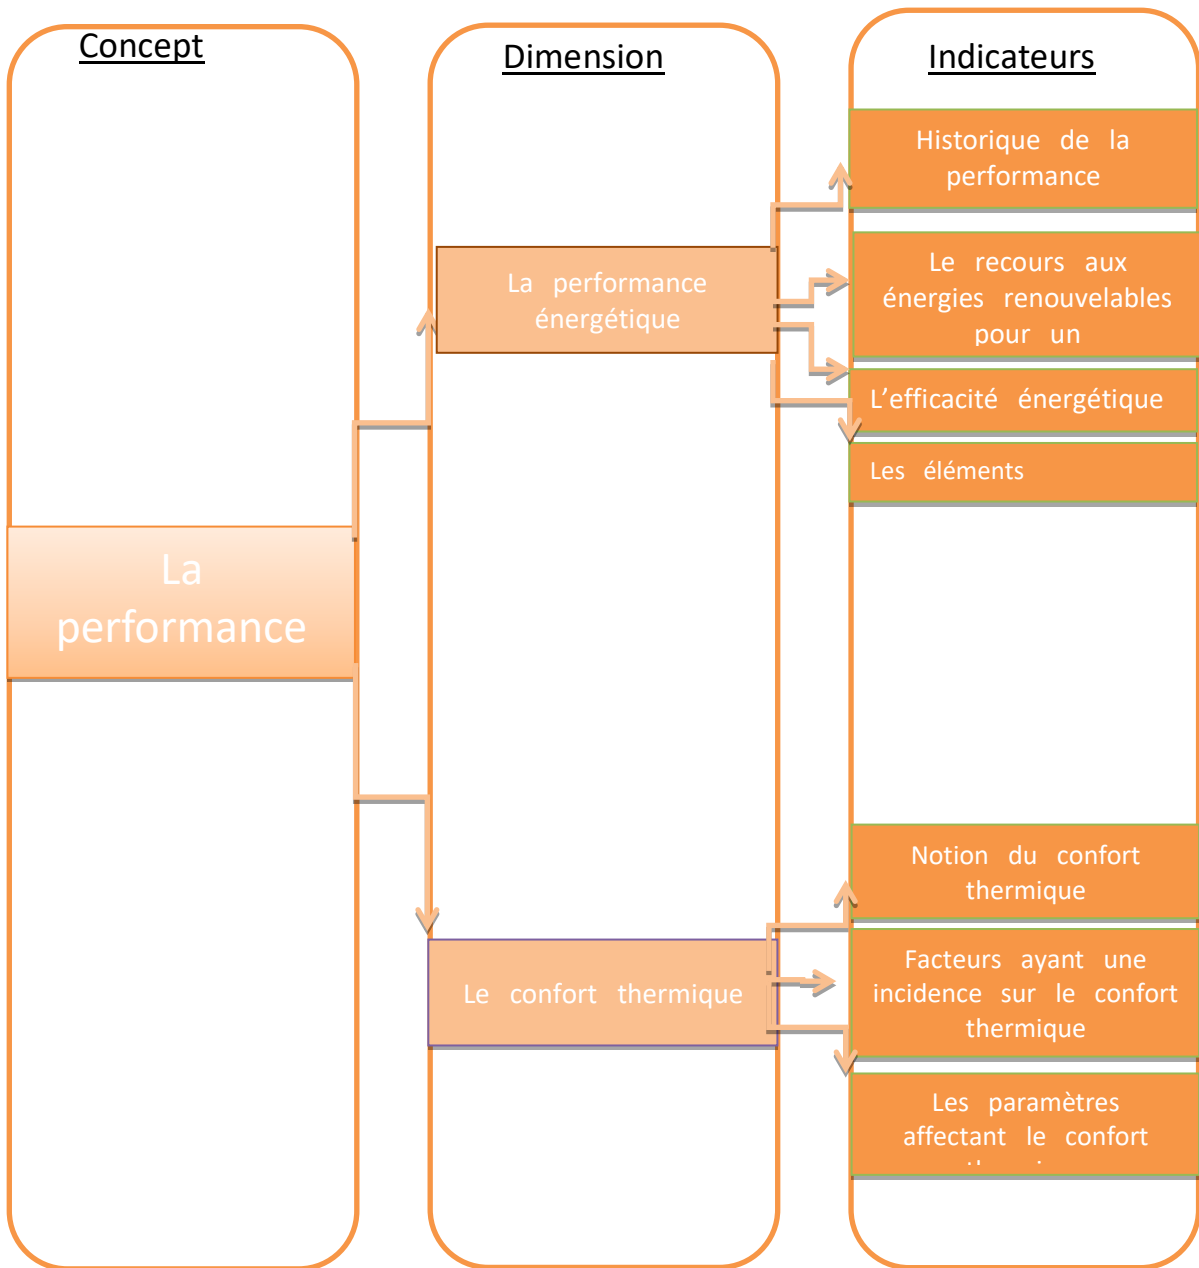 Concept
Dimension
Indicateurs
Historique de la
performance
La performance
énergétique
Le recours aux
énergies renouvelables
pour un
L’efficacité énergétique
Les éléments
La
performance
Notion du confort
thermique
Le confort thermique
Facteurs ayant une
incidence sur le confort
thermique
Les paramètres
affectant le confort